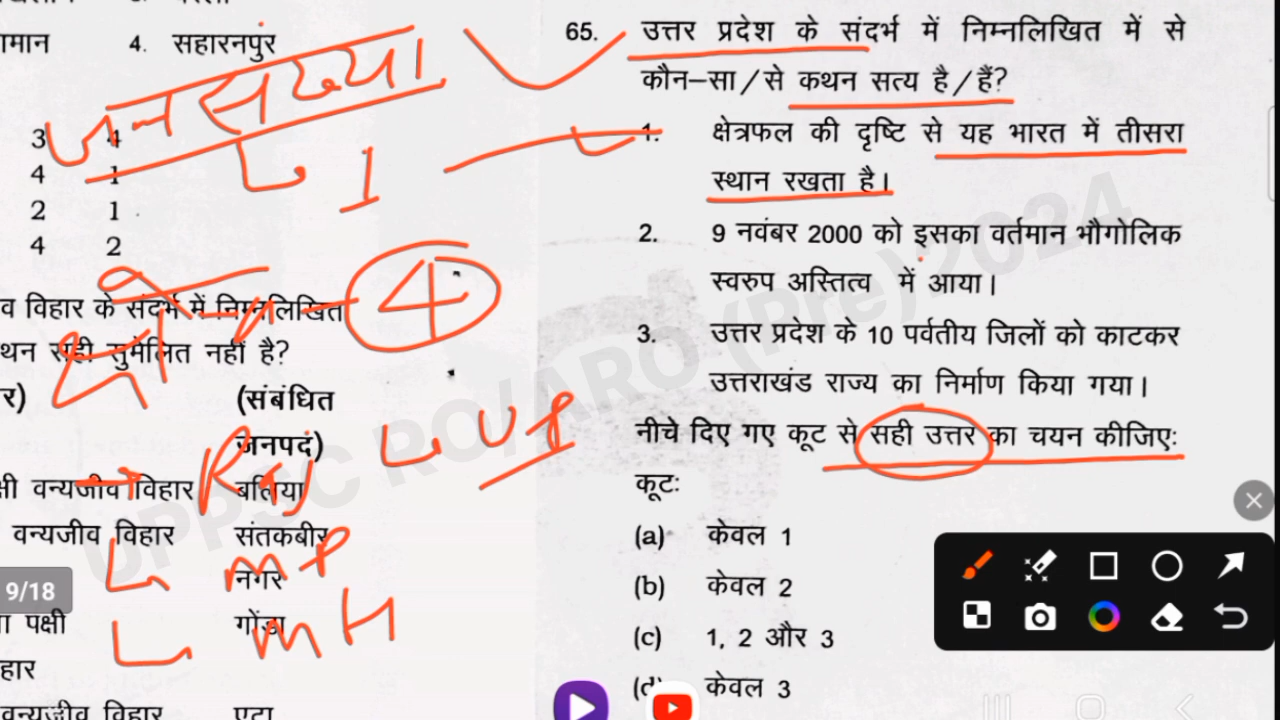 4. सहारनपुर
3 4
4 1
2 1
4 2
व विहार के संदर्भ में निम्नलिखित
थन सही सुमेलित नहीं है?
र) (संबंधित
जनपद)
क्षी वन्यजीव विहार बलिया
वन्यजीव विहार संतकबीर
नगर
पक्षी गोंडा
हार
वन्यजीव विहार एटा
जनसंख्या
1
4
Raj
UP
MP
MH
9/18
65. उत्तर प्रदेश के संदर्भ में निम्नलिखित में से
कौन–सा/से कथन सत्य है/हैं?
1. क्षेत्रफल की दृष्टि से यह भारत में तीसरा
स्थान रखता है।
2. 9 नवंबर 2000 को इसका वर्तमान भौगोलिक
स्वरुप अस्तित्व में आया।
3. उत्तर प्रदेश के 10 पर्वतीय जिलों को काटकर
उत्तराखंड राज्य का निर्माण किया गया।
नीचे दिए गए कूट से सही उत्तर का चयन कीजिएः
कूटः
(a) केवल 1
(b) केवल 2
(c) 1, 2 और 3
(d) केवल 3
UPPSC RO/ARO (Pre) 2024